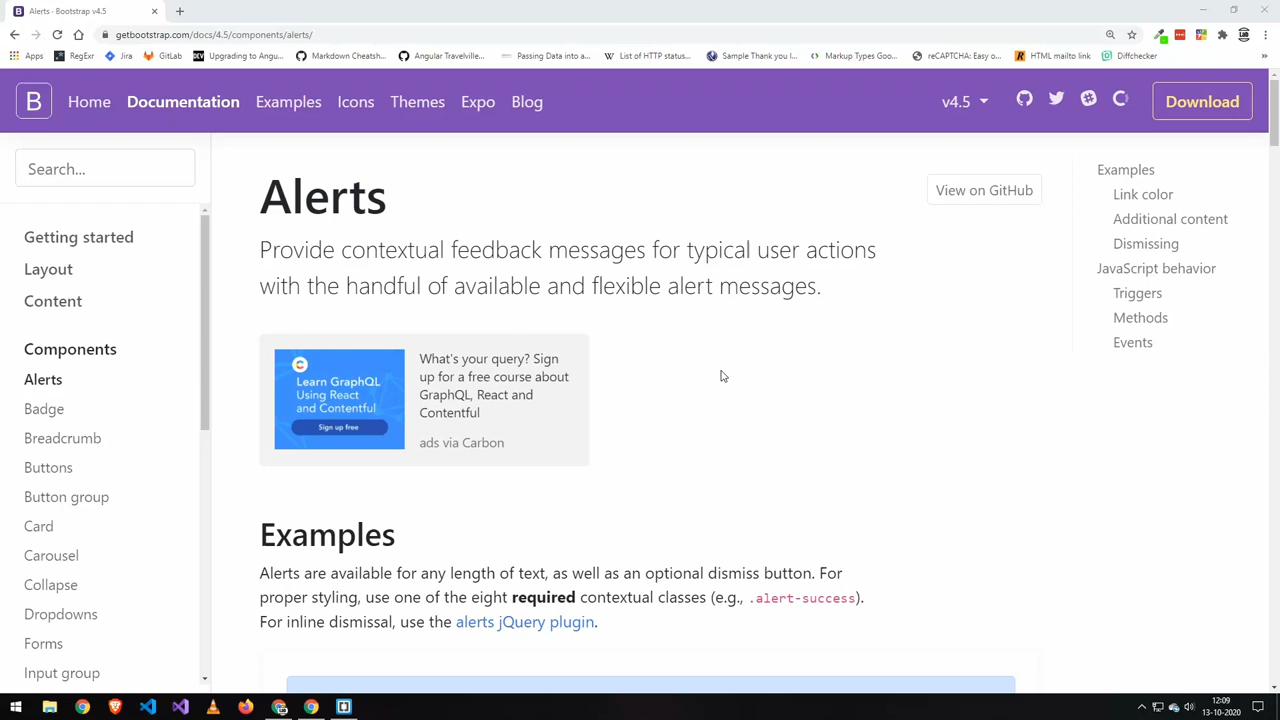 Alerts - Bootstrap v4.5
getbootstrap.com/docs/4.5/components/alerts/
Apps
RegExr
Jira
GitLab
Upgrading to Angu...
Markdown Cheatsh...
Angular Travelville...
Passing Data into a...
List of HTTP status...
Sample Thank you l...
Markup Types Goo...
reCAPTCHA: Easy o...
HTML mailto link
Diffchecker
B
Home
Documentation
Examples
Icons
Themes
Expo
Blog
v4.5
Download
Search...
Getting started
Layout
Content
Components
Alerts
Badge
Breadcrumb
Buttons
Button group
Card
Carousel
Collapse
Dropdowns
Forms
Input group
Alerts
View on GitHub
Provide contextual feedback messages for typical user actions
with the handful of available and flexible alert messages.
Learn GraphQL
Using React
and Contentful
Sign up free
What's your query? Sign
up for a free course about
GraphQL, React and
Contentful
ads via Carbon
Examples
Alerts are available for any length of text, as well as an optional dismiss button. For
proper styling, use one of the eight required contextual classes (e.g., .alert-success).
For inline dismissal, use the alerts jQuery plugin.
Examples
Link color
Additional content
Dismissing
JavaScript behavior
Triggers
Methods
Events
12:09
13-10-2020